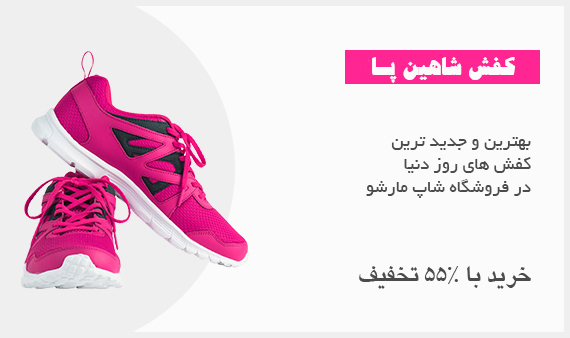 کفش شاهین پا
بهترین و جدید ترین
کفش های روز دنیا
در فروشگاه شاپ مارشو
خرید با ۵۵٪ تخفیف